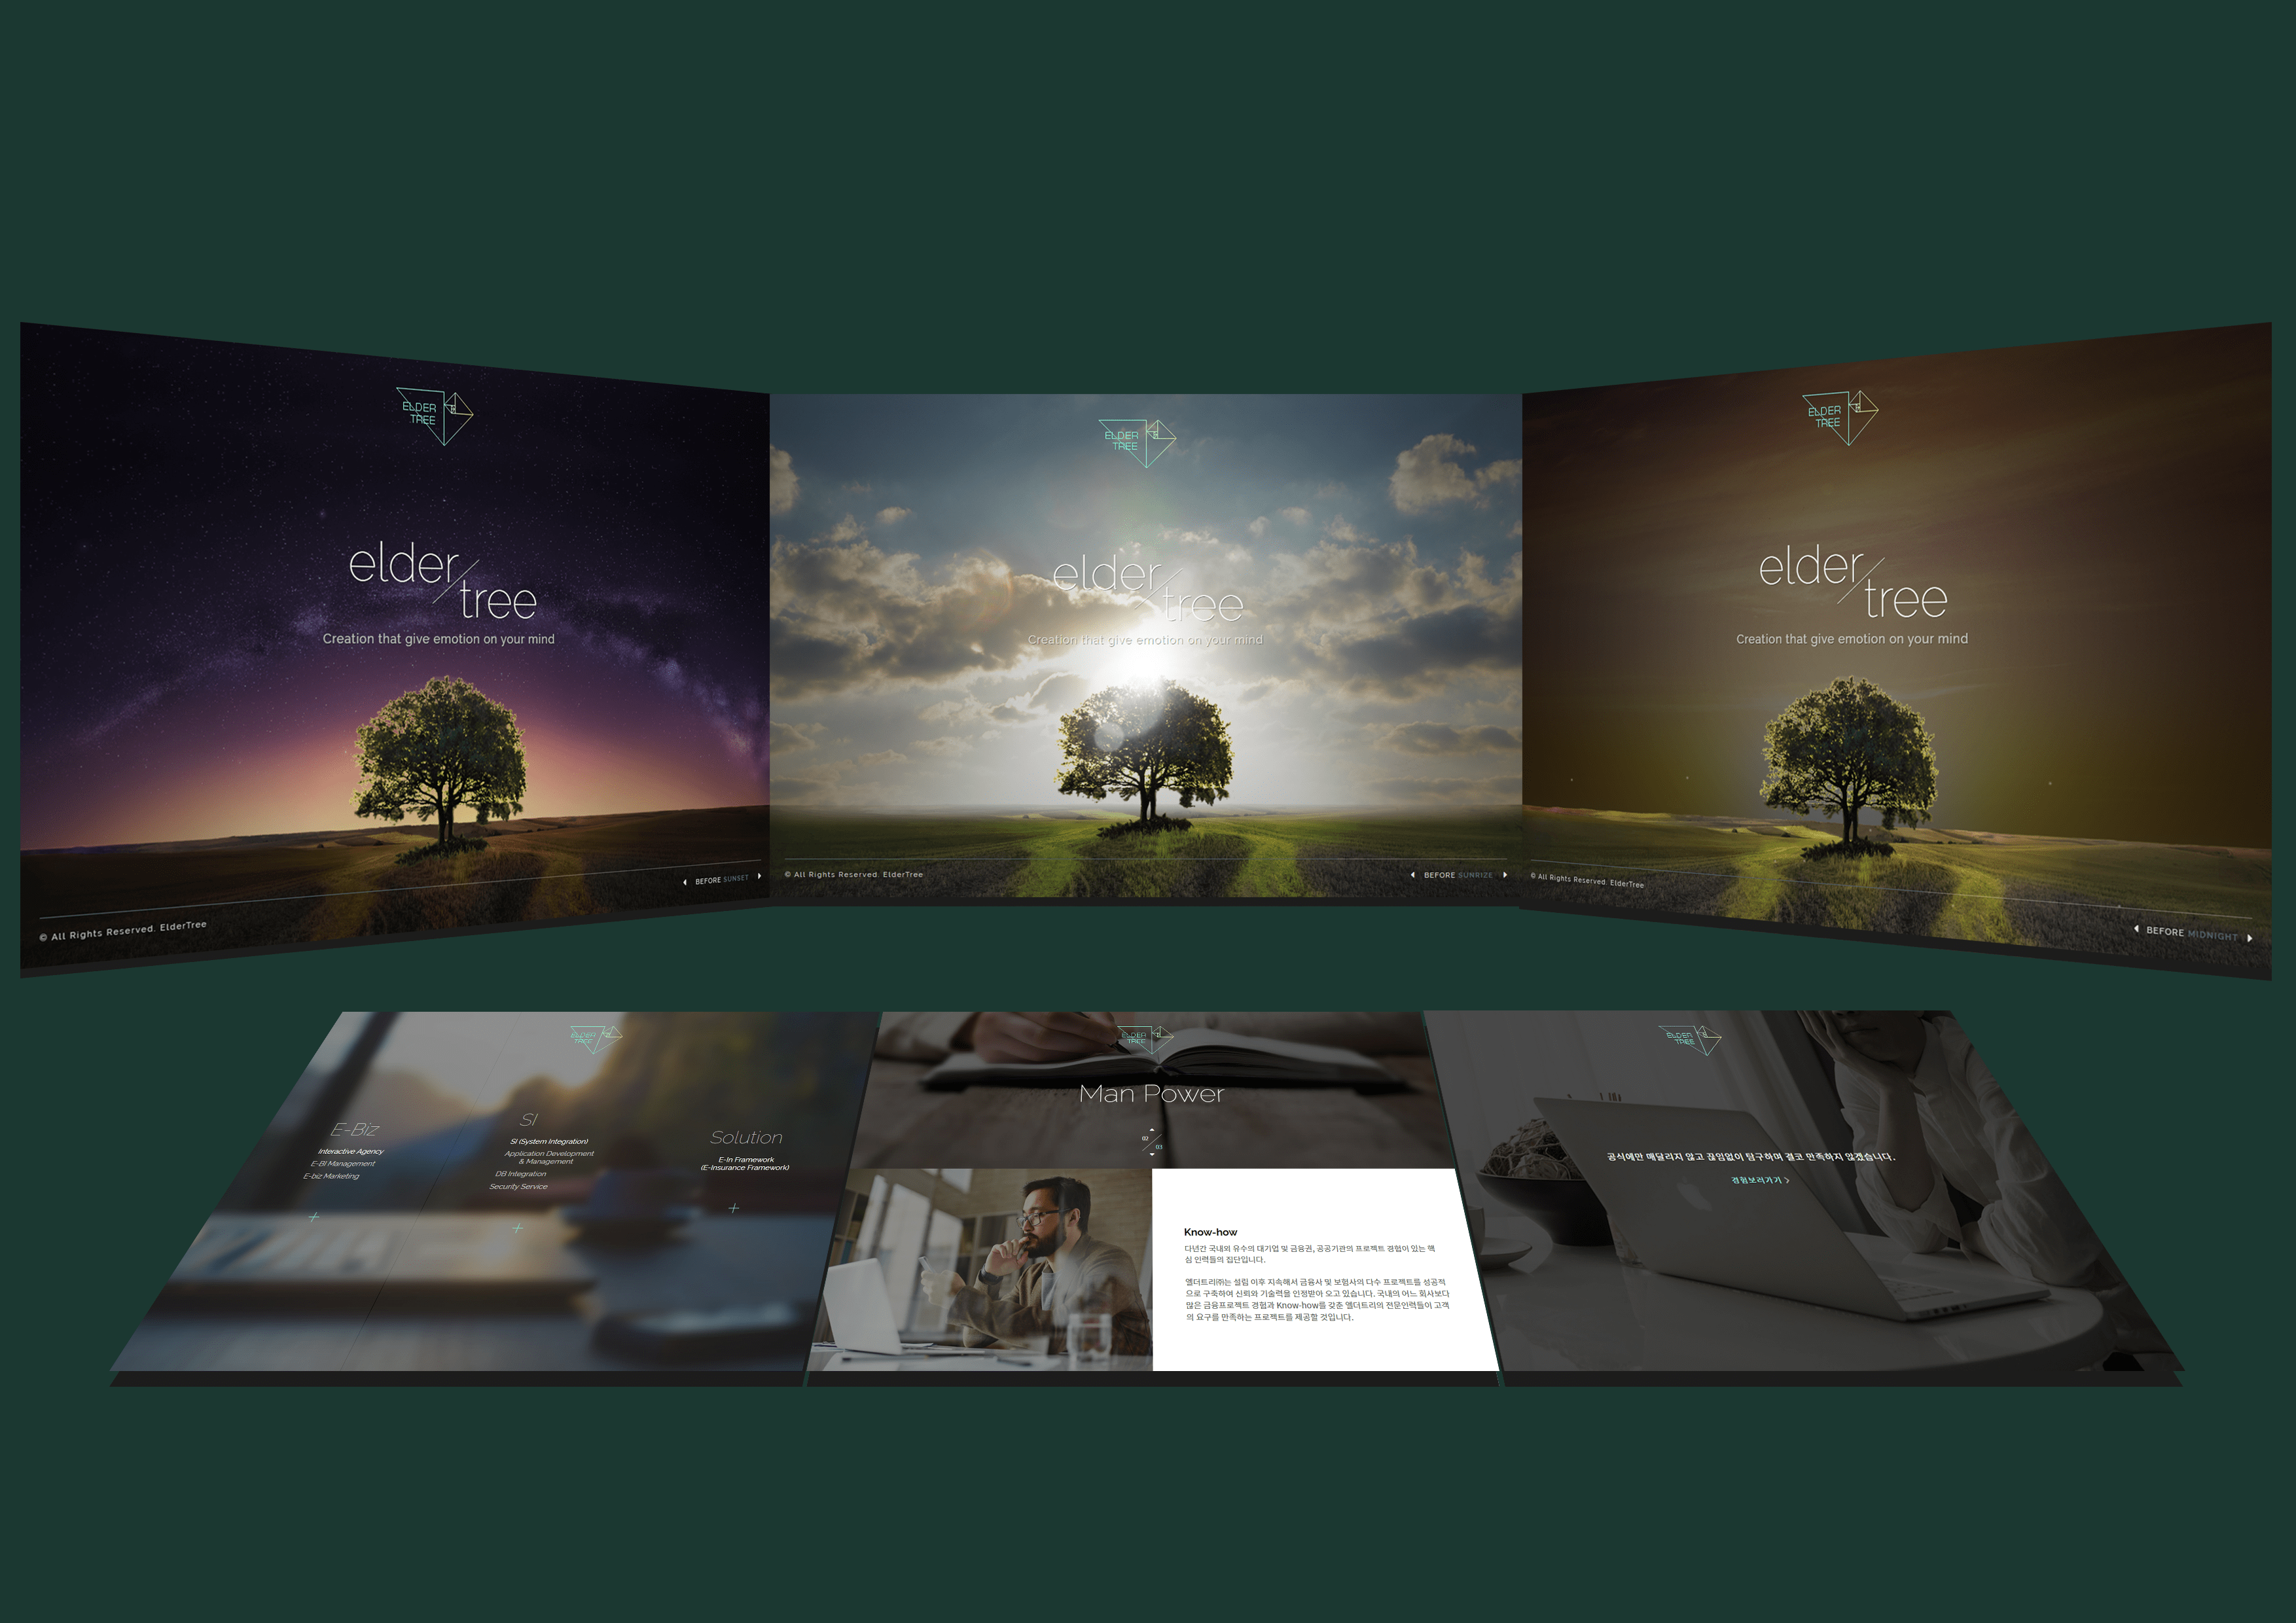 ELDER
TREE
elder
tree
Creation that give emotion on your mind
© All Rights Reserved. ElderTree
BEFORE SUNSET
ELDER
TREE
elder
tree
Creation that give emotion on your mind
© All Rights Reserved. ElderTree
BEFORE SUNRIZE
ELDER
TREE
elder
tree
Creation that give emotion on your mind
© All Rights Reserved. ElderTree
BEFORE MIDNIGHT
ELDER
TREE
E-Biz
Interactive Agency
E-BI Management
E-biz Marketing
SI
SI (System Integration)
Application Development
& Management
DB Integration
Security Service
Solution
E-In Framework
(E-Insurance Framework)
ELDER
TREE
Man Power
02
03
Know-how
다년간 국내외 유수의 대기업 및 금융권, 공공기관의 프로젝트 경험이 있는 핵
심 인력들의 집단입니다.
엘더트리㈜는 설립 이후 지속해서 금융사 및 보험사의 다수 프로젝트를 성공적
으로 구축하여 신뢰와 기술력을 인정받아 오고 있습니다. 국내의 어느 회사보다
많은 금융프로젝트 경험과 Know-how를 갖춘 엘더트리의 전문인력들이 고객
의 요구를 만족하는 프로젝트를 제공할 것입니다.
ELDER
TREE
공식에만 매달리지 않고 끊임없이 탐구하며 결코 만족하지 않겠습니다.
경험보러가기 >